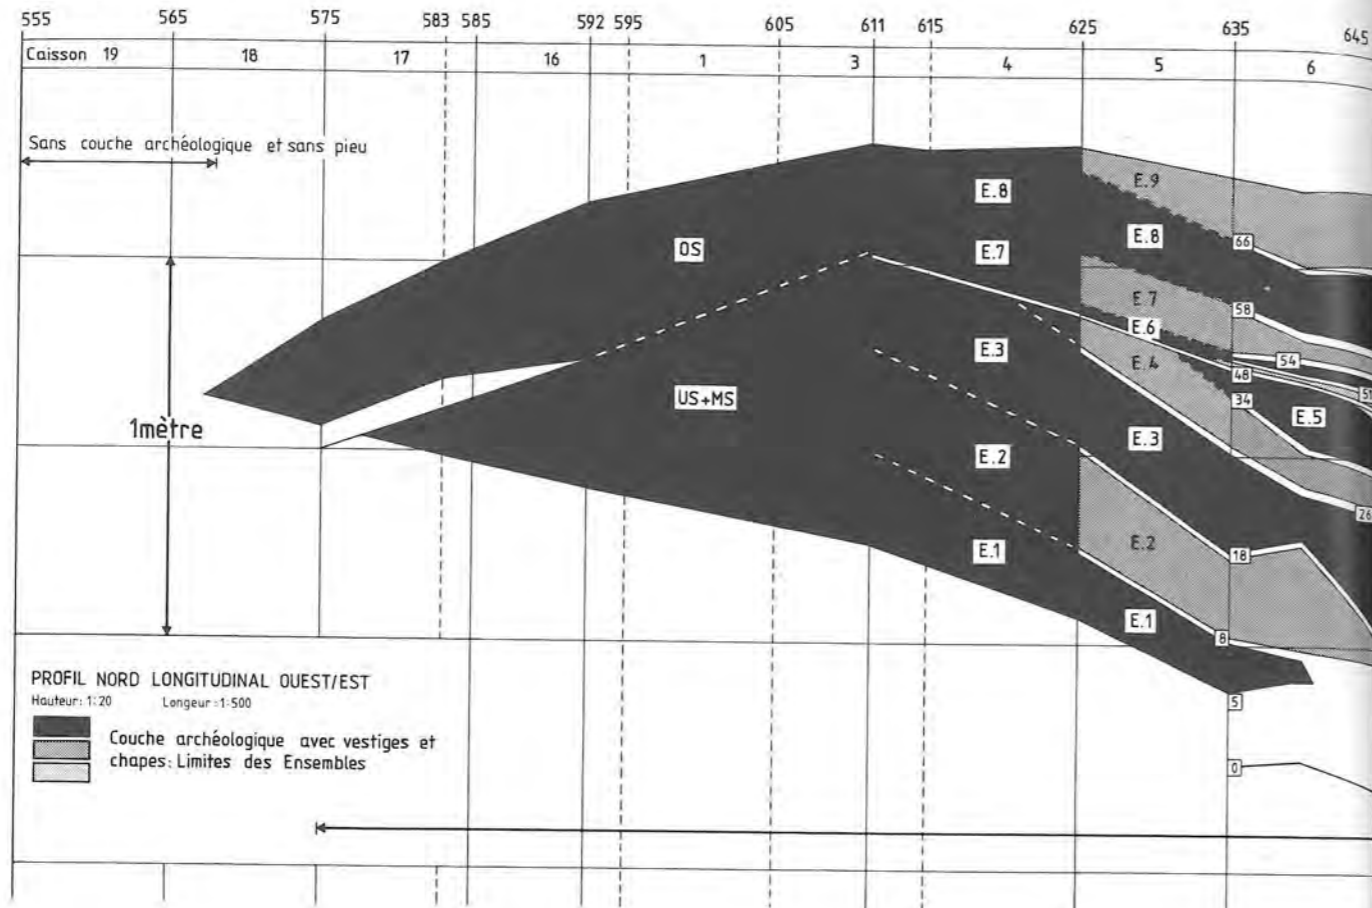 555 565 575 583 585 592 595 605 611 615 625 635 645
Caisson 19 18 17 16 1 3 4 5 6
Sans couche archéologique et sans pieu
E.9
E.8
E.8
66
OS
E.7
E.7
58
E.6
54
E.3
E.4
48
51
1mètre
US+MS
34
E.5
E.3
E.2
26
E.2
18
E.1
E.1
8
PROFIL NORD LONGITUDINAL OUEST/EST
Hauteur: 1:20 Longeur: 1:500
5
Couche archéologique avec vestiges et
chapes: Limites des Ensembles
0